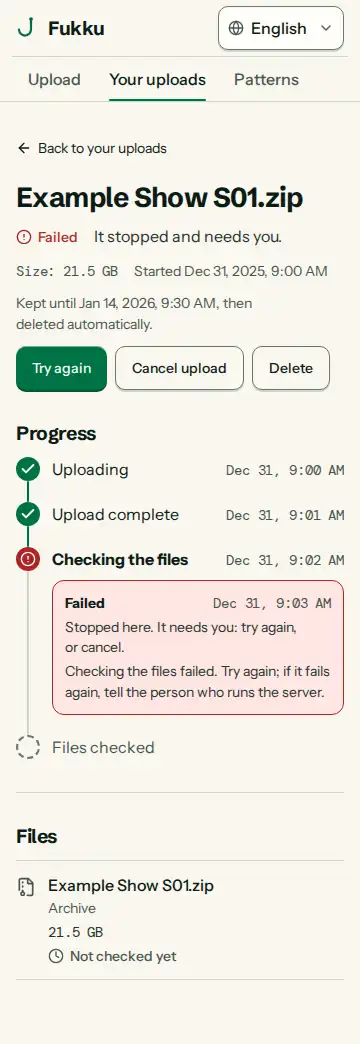 Fukku
English
Upload
Your uploads
Patterns
Back to your uploads
Example Show S01.zip
Failed It stopped and needs you.
Size: 21.5 GB Started Dec 31, 2025, 9:00 AM
Kept until Jan 14, 2026, 9:30 AM, then
deleted automatically.
Try again
Cancel upload
Delete
Progress
Uploading Dec 31, 9:00 AM
Upload complete Dec 31, 9:01 AM
Checking the files Dec 31, 9:02 AM
Failed Dec 31, 9:03 AM
Stopped here. It needs you: try again,
or cancel.
Checking the files failed. Try again; if it fails
again, tell the person who runs the server.
Files checked
Files
Example Show S01.zip
Archive
21.5 GB
Not checked yet